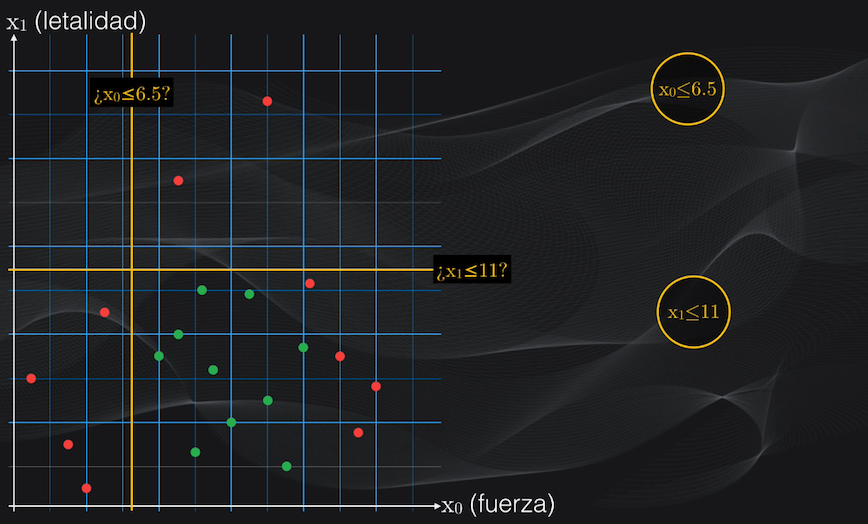 x₁ (letalidad)
¿x₀≤6.5?
x₀≤6.5
¿x₁≤11?
x₁≤11
x₀ (fuerza)